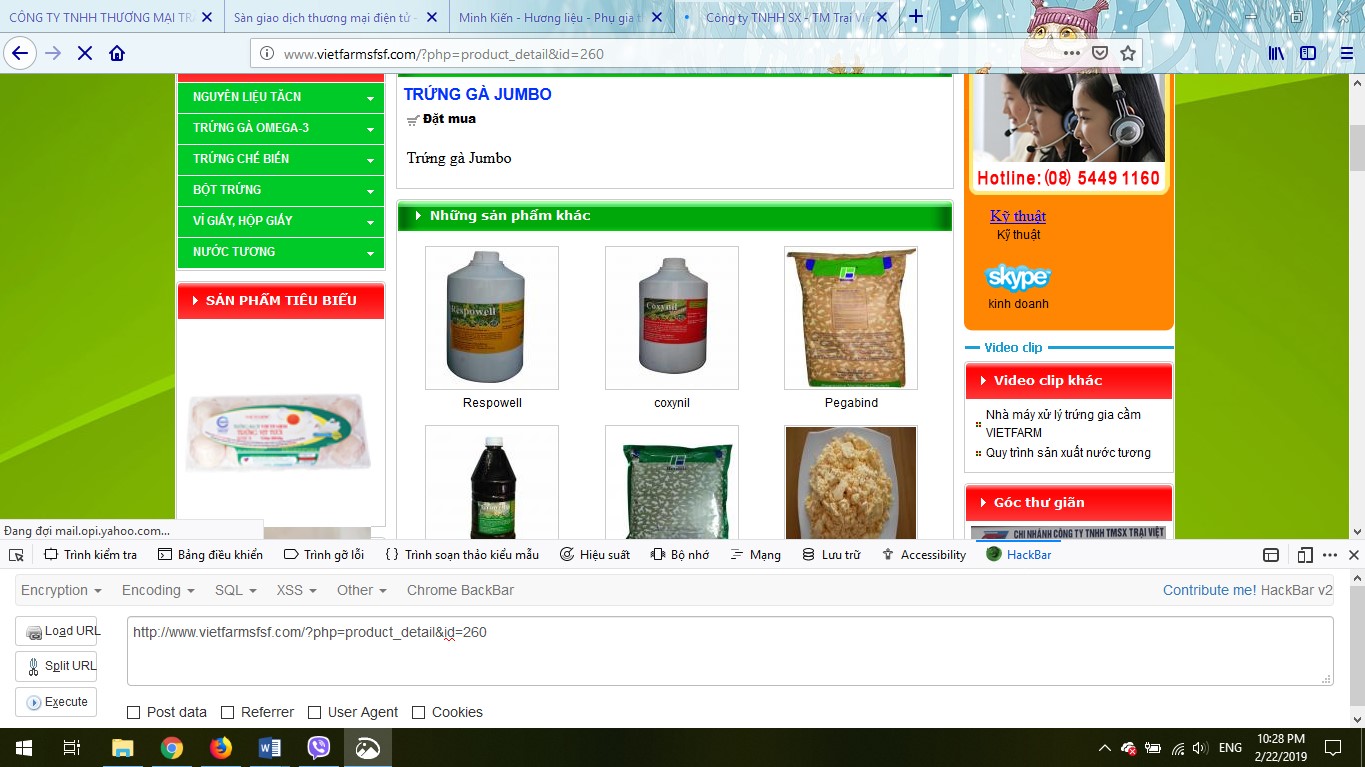 CÔNG TY TNHH THƯƠNG MẠI TRẠ
Sàn giao dịch thương mại điện tử -
Minh Kiến - Hương liệu - Phụ gia t
Công ty TNHH SX - TM Trại Vi
www.vietfarmsfsf.com/?php=product_detail&id=260
NGUYÊN LIỆU TĂCN
TRỨNG GÀ OMEGA-3
TRỨNG CHẾ BIẾN
BỘT TRỨNG
VỈ GIẤY, HỘP GIẤY
NƯỚC TƯƠNG
SẢN PHẨM TIÊU BIỂU
TRỨNG GÀ JUMBO
Đặt mua
Trứng gà Jumbo
Những sản phẩm khác
Respowell
Coxynil
Respowell
coxynil
Pegabind
Hotline: (08) 5449 1160
Kỹ thuật
Kỹ thuật
skype
kinh doanh
Video clip
Video clip khác
Nhà máy xử lý trứng gia cầm
VIETFARM
Quy trình sản xuất nước tương
Góc thư giãn
CHI NHÁNH CÔNG TY TNHH TMSX TRẠI VIỆT
Đang đợi mail.opi.yahoo.com...
Trình kiểm tra
Bảng điều khiển
Trình gỡ lỗi
Trình soạn thảo kiểu mẫu
Hiệu suất
Bộ nhớ
Mạng
Lưu trữ
Accessibility
HackBar
Encryption
Encoding
SQL
XSS
Other
Chrome BackBar
Contribute me! HackBar v2
Load URL
Split URL
Execute
http://www.vietfarmsfsf.com/?php=product_detail&id=260
Post data
Referrer
User Agent
Cookies
ENG
10:28 PM
2/22/2019